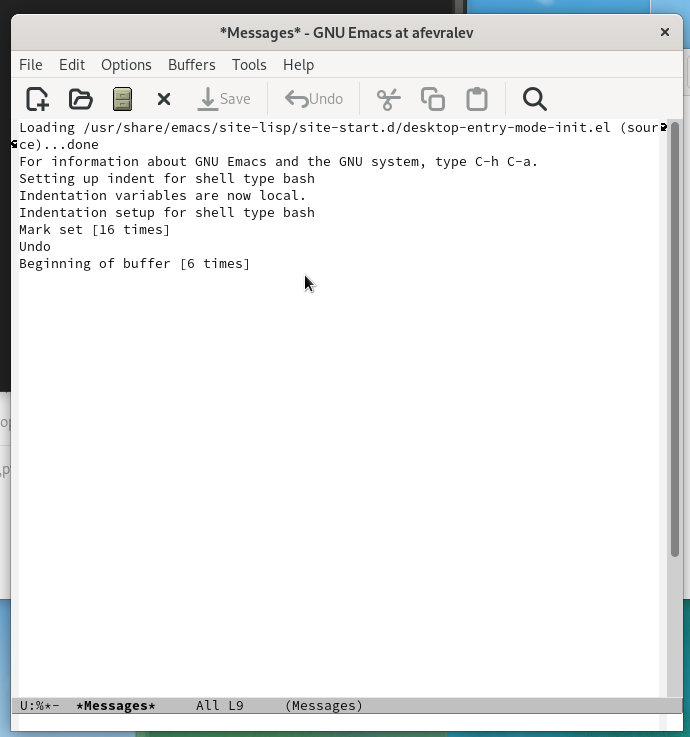 *Messages* - GNU Emacs at afevralev
File Edit Options Buffers Tools Help
Save Undo
Loading /usr/share/emacs/site-lisp/site-start.d/desktop-entry-mode-init.el (sour
ce)...done
For information about GNU Emacs and the GNU system, type C-h C-a.
Setting up indent for shell type bash
Indentation variables are now local.
Indentation setup for shell type bash
Mark set [16 times]
Undo
Beginning of buffer [6 times]
U:%*- *Messages* All L9 (Messages)